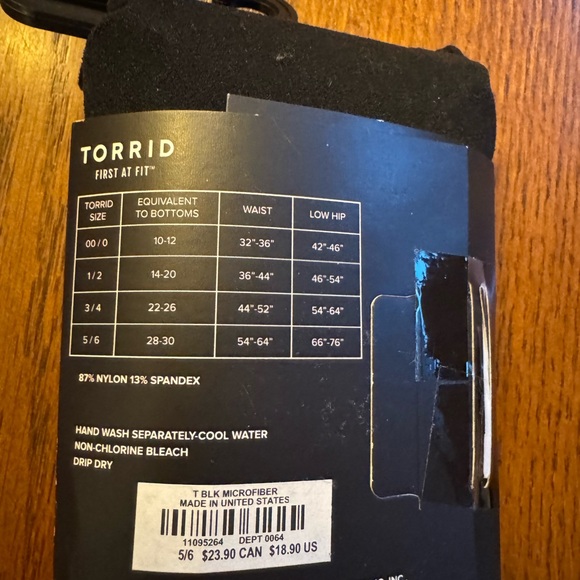 TORRID
FIRST AT FIT™
TORRID SIZE EQUIVALENT TO BOTTOMS WAIST LOW HIP
00 / 0 10-12 32"-36" 42"-46"
1 / 2 14-20 36"-44" 46"-54"
3 / 4 22-26 44"-52" 54"-64"
5 / 6 28-30 54"-64" 66"-76"
87% NYLON 13% SPANDEX
HAND WASH SEPARATELY-COOL WATER
NON-CHLORINE BLEACH
DRIP DRY
T BLK MICROFIBER
MADE IN UNITED STATES
11095264 DEPT 0064
5/6 $23.90 CAN $18.90 US
INC.